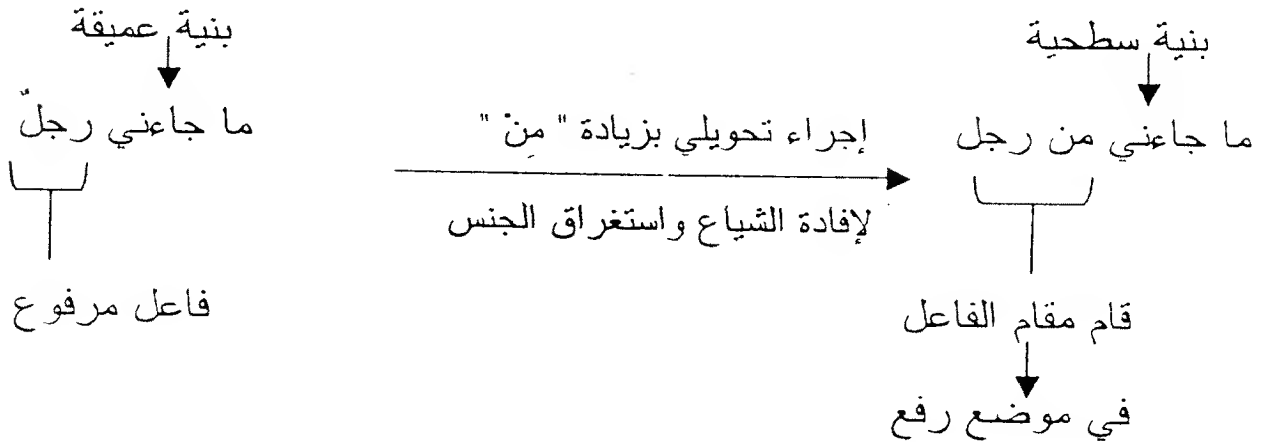 بنية عميقة
ما جاءني رجلٌ
فاعل مرفوع
إجراء تحويلي بزيادة " مِنْ "
لإفادة الشياع واستغراق الجنس
بنية سطحية
ما جاءني من رجل
قام مقام الفاعل
في موضع رفع